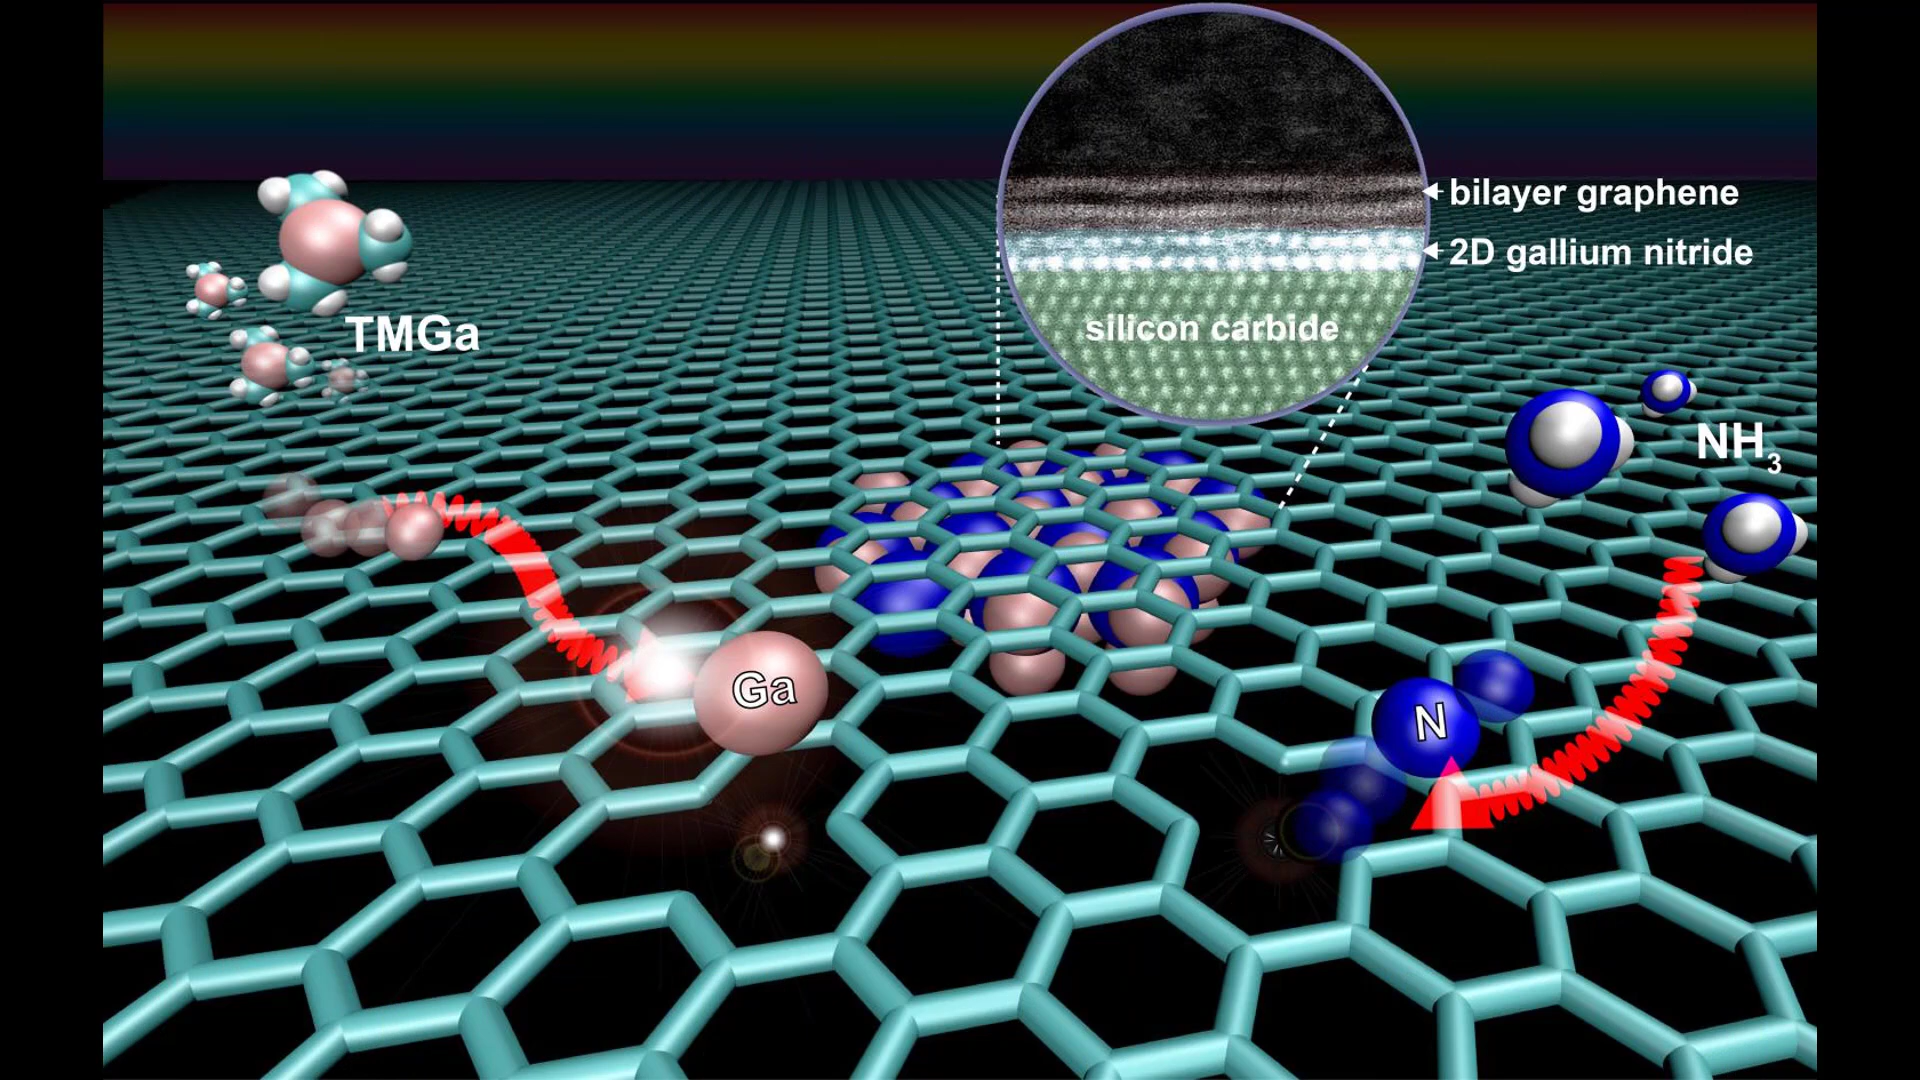 bilayer graphene
2D gallium nitride
silicon carbide
TMGa
NH₃
Ga
N